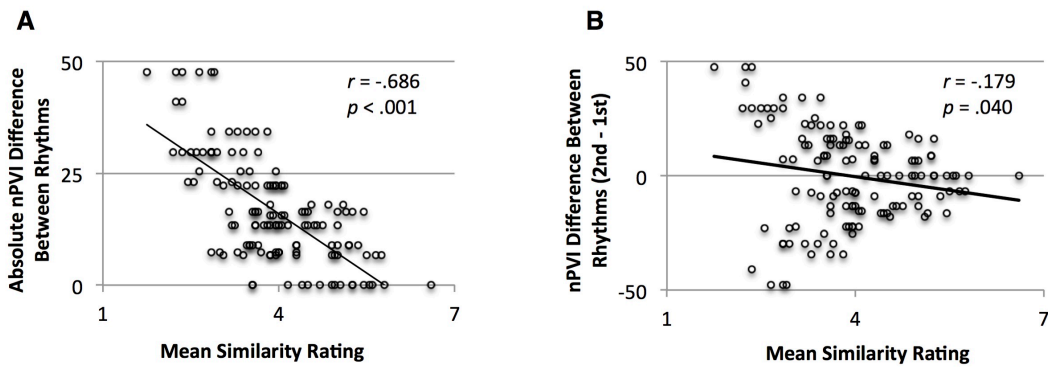 A
Absolute nPVI Difference
Between Rhythms
50
25
0
r = -.686
p < .001
1
4
7
Mean Similarity Rating
B
nPVI Difference Between
Rhythms (2nd - 1st)
50
0
-50
r = -.179
p = .040
1
4
7
Mean Similarity Rating